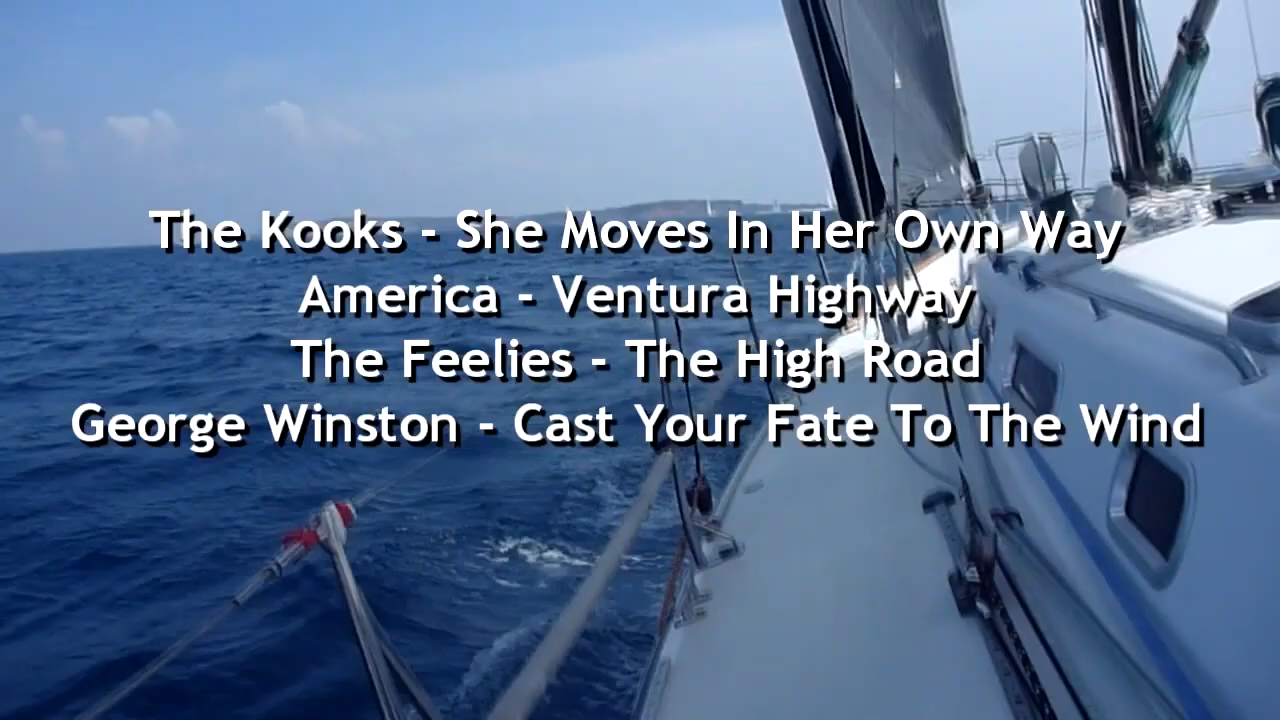 The Kooks - She Moves In Her Own Way
America - Ventura Highway
The Feelies - The High Road
George Winston - Cast Your Fate To The Wind